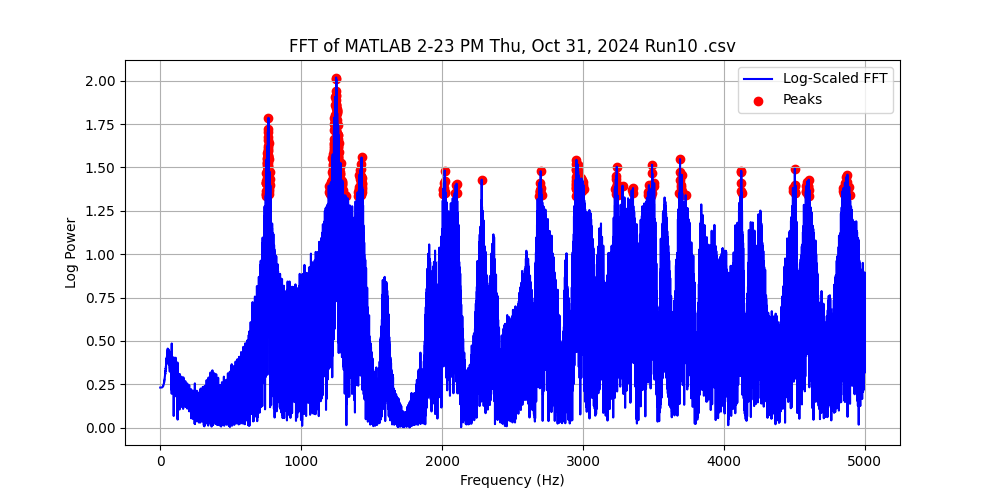 FFT of MATLAB 2-23 PM Thu, Oct 31, 2024 Run10 .csv
Log-Scaled FFT
Peaks
2.00
1.75
1.50
1.25
1.00
0.75
0.50
0.25
0.00
Log Power
0 1000 2000 3000 4000 5000
Frequency (Hz)